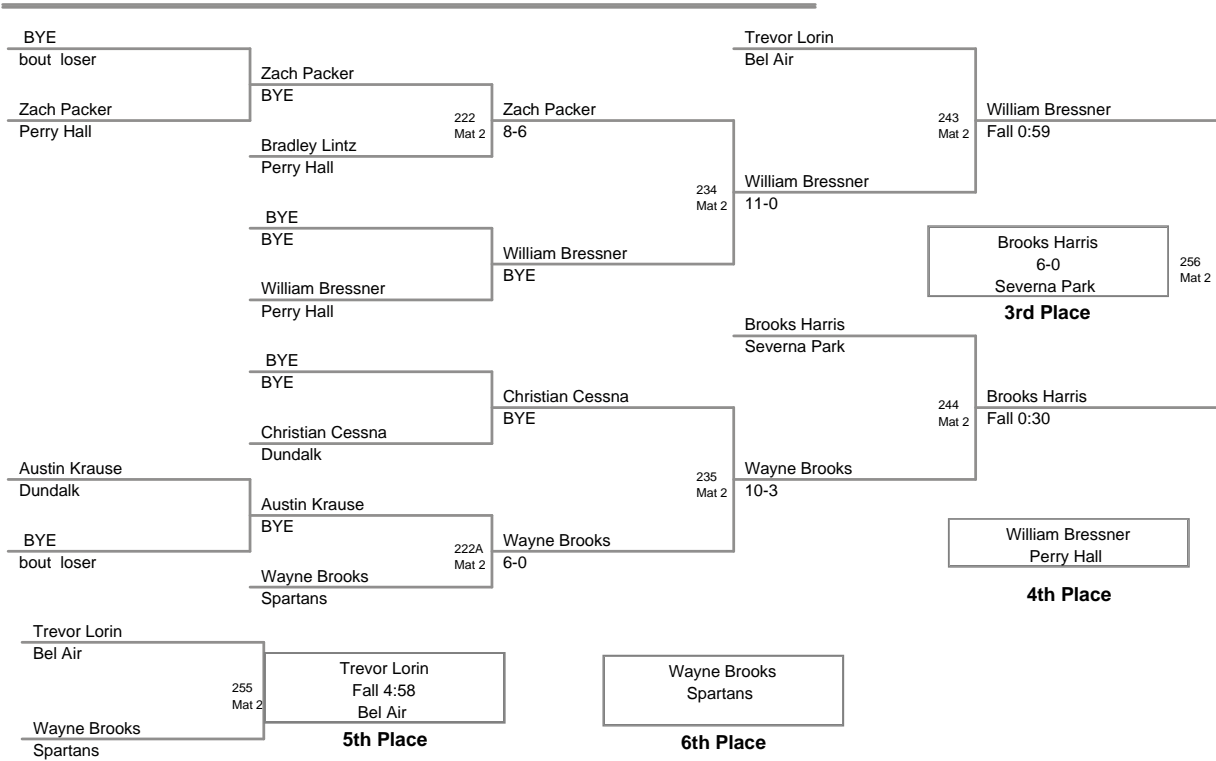 BYE
bout loser
Zach Packer
Perry Hall
Zach Packer
BYE
222
Mat 2
Bradley Lintz
Perry Hall
Zach Packer
8-6
BYE
BYE
William Bressner
Perry Hall
William Bressner
BYE
234
Mat 2
William Bressner
11-0
Trevor Lorin
Bel Air
243
Mat 2
William Bressner
Fall 0:59
Brooks Harris
6-0
Severna Park
256
Mat 2
3rd Place
BYE
BYE
Christian Cessna
Dundalk
Christian Cessna
BYE
Austin Krause
Dundalk
BYE
bout loser
Austin Krause
BYE
222A
Mat 2
Wayne Brooks
Spartans
Wayne Brooks
6-0
235
Mat 2
Wayne Brooks
10-3
Brooks Harris
Severna Park
244
Mat 2
Brooks Harris
Fall 0:30
William Bressner
Perry Hall
4th Place
Trevor Lorin
Bel Air
255
Mat 2
Wayne Brooks
Spartans
Trevor Lorin
Fall 4:58
Bel Air
5th Place
Wayne Brooks
Spartans
6th Place